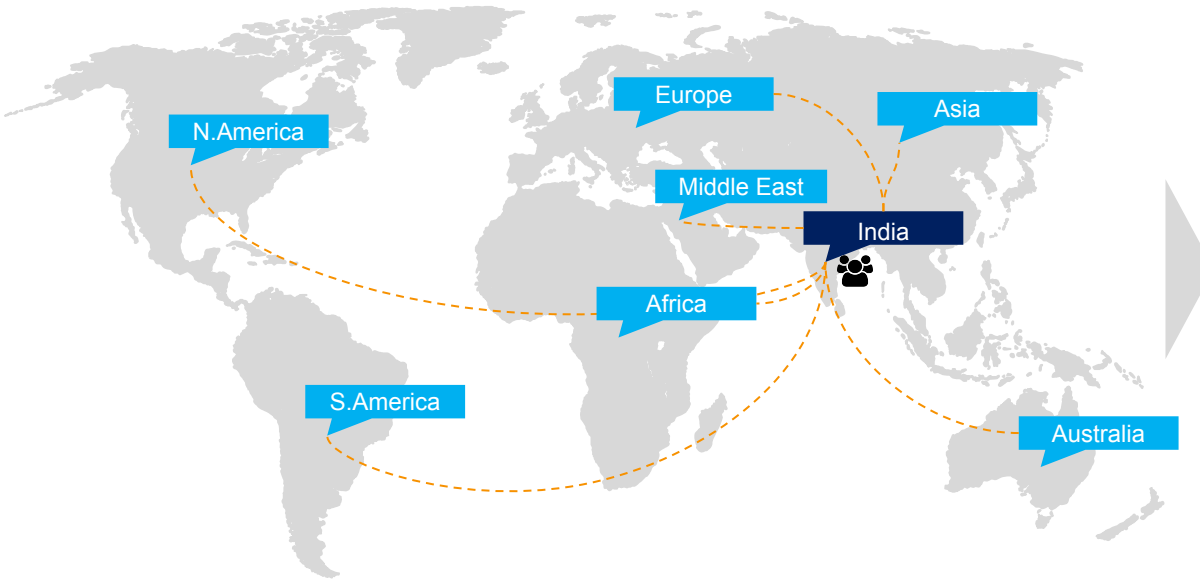 Europe
Asia
N.America
Middle East
India
Africa
S.America
Australia